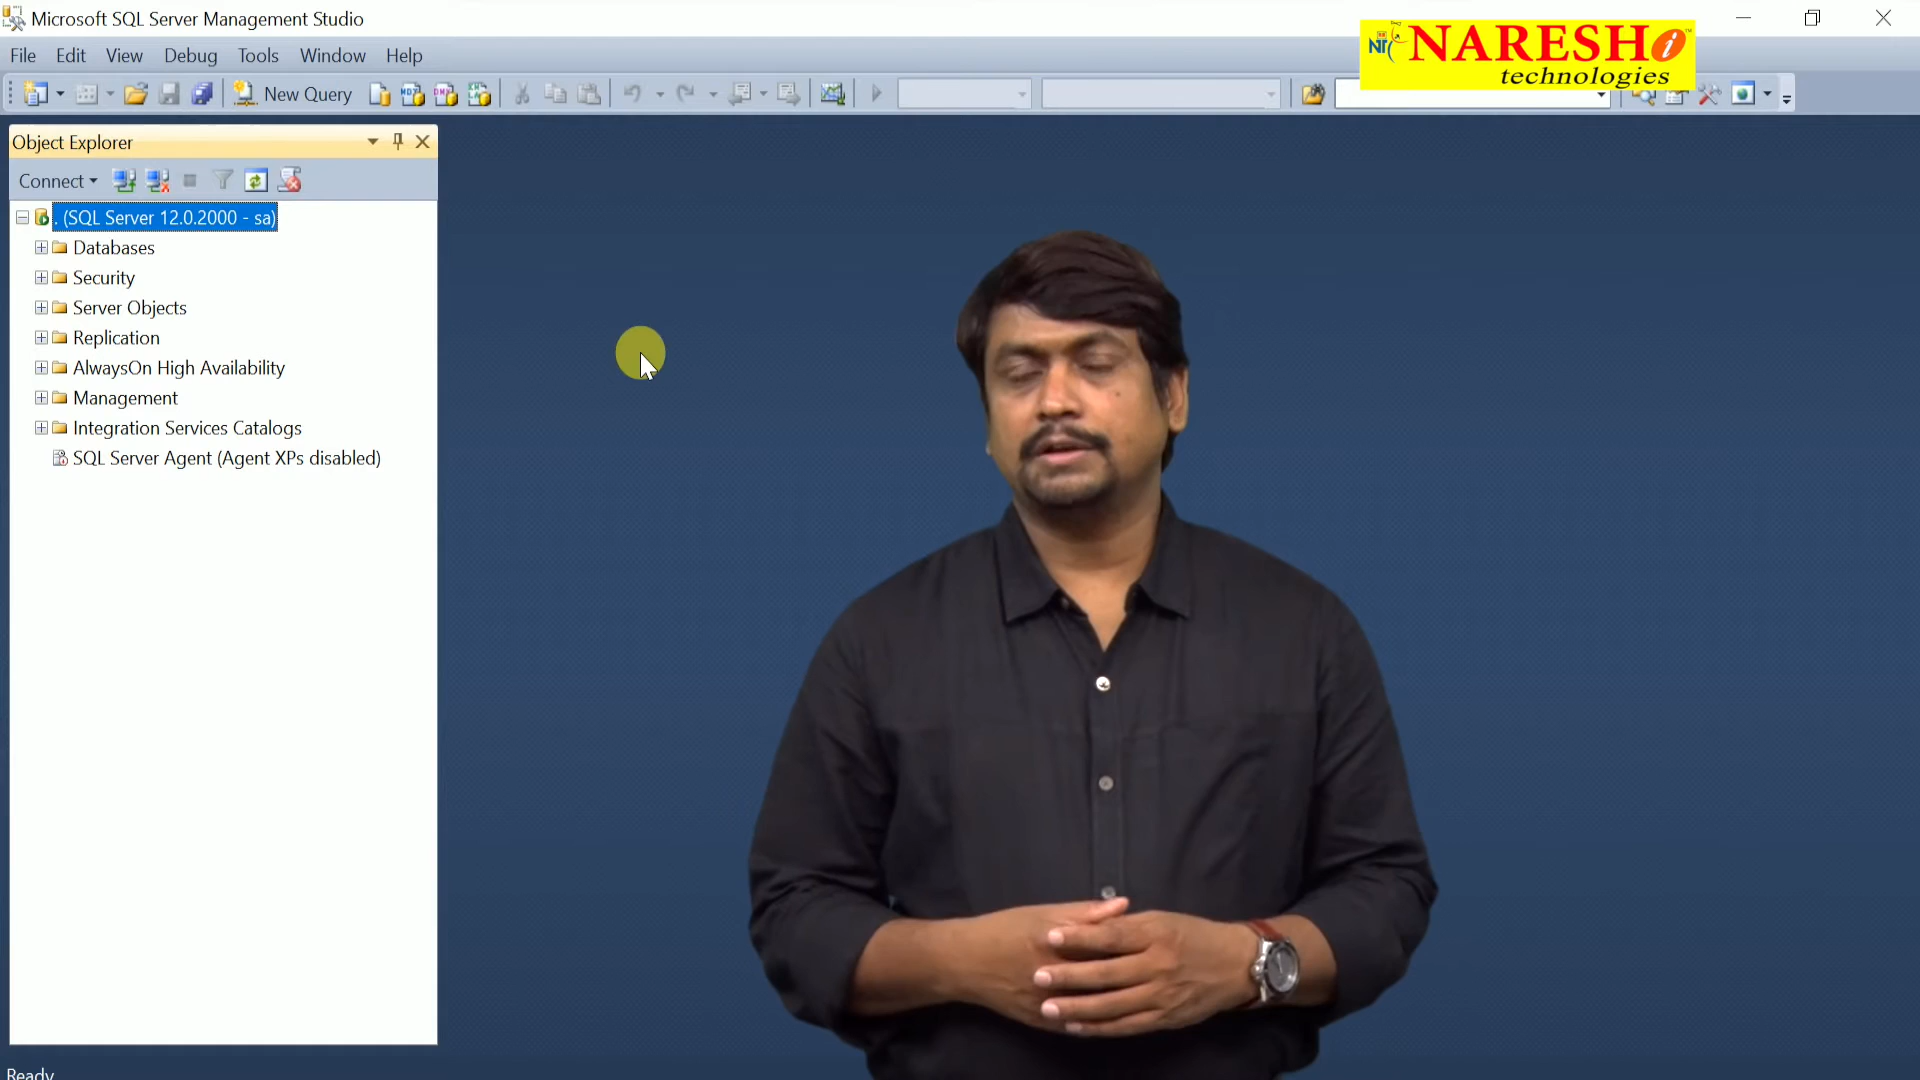 Microsoft SQL Server Management Studio
NARESHi
technologies
File Edit View Debug Tools Window Help
New Query
Object Explorer
Connect
. (SQL Server 12.0.2000 - sa)
Databases
Security
Server Objects
Replication
AlwaysOn High Availability
Management
Integration Services Catalogs
SQL Server Agent (Agent XPs disabled)
Ready